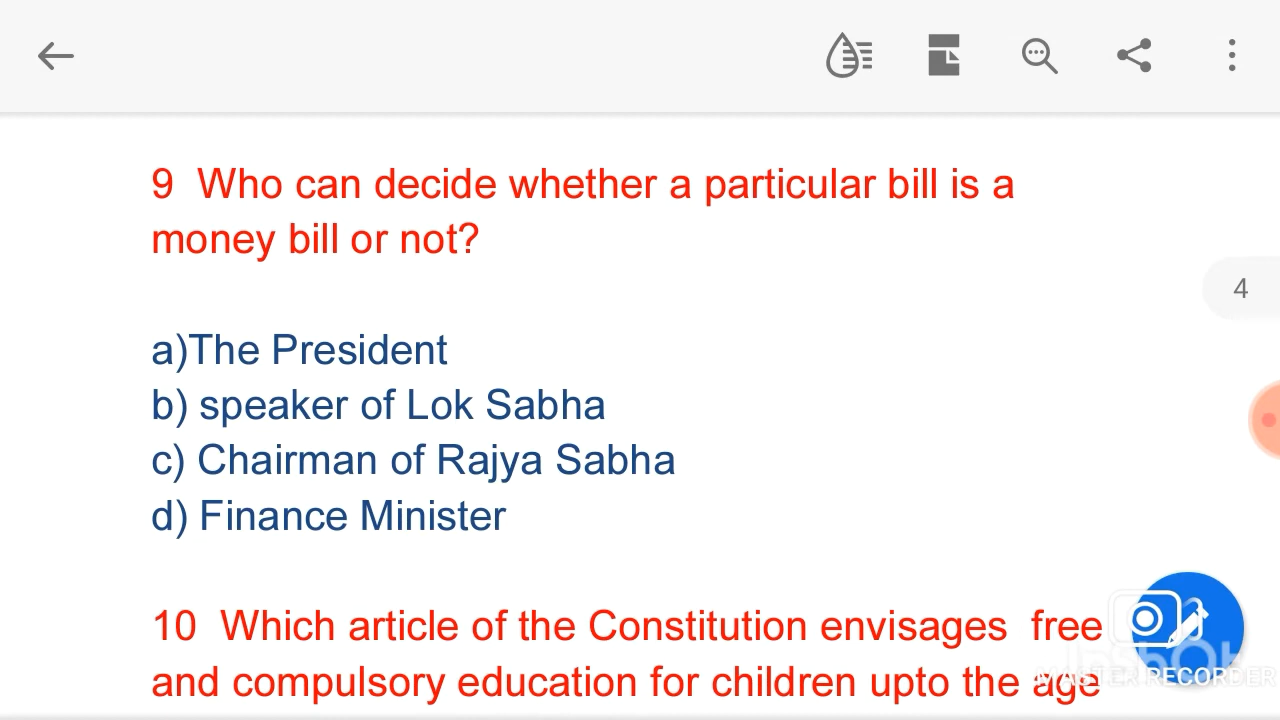 9 Who can decide whether a particular bill is a
money bill or not?
4
a)The President
b) speaker of Lok Sabha
c) Chairman of Rajya Sabha
d) Finance Minister
10 Which article of the Constitution envisages free
and compulsory education for children upto the age
MASTER RECORDER